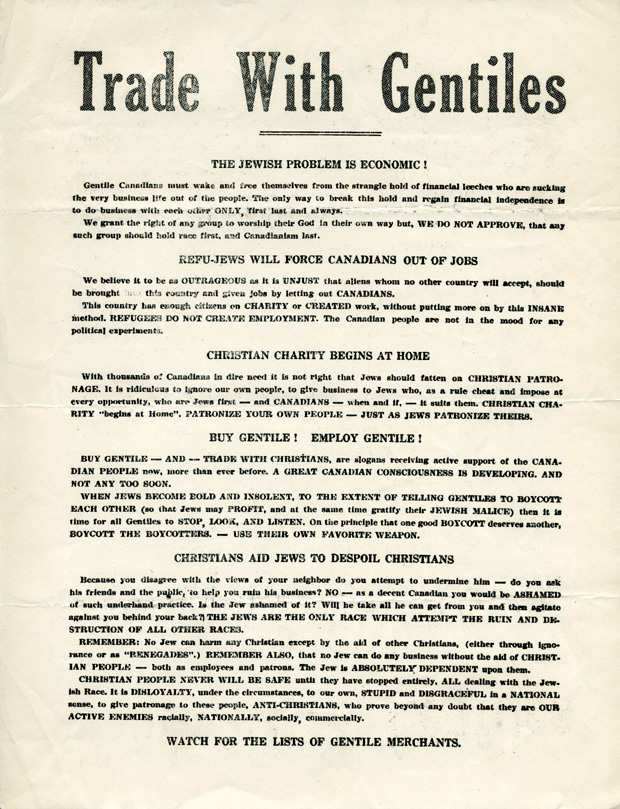 Trade With Gentiles
THE JEWISH PROBLEM IS ECONOMIC !
Gentile Canadians must wake and free themselves from the strangle hold of financial leeches who are sucking
the very business life out of the people. The only way to break this hold and regain financial independence is
to do business with each other ONLY, first last and always.
We grant the right of any group to worship their God in their own way but, WE DO NOT APPROVE, that any
such group should hold race first, and Canadianism last.
REFU-JEWS WILL FORCE CANADIANS OUT OF JOBS
We believe it to be as OUTRAGEOUS as it is UNJUST that aliens whom no other country will accept, should
be brought this country and given jobs by letting out CANADIANS.
This country has enough citizens on CHARITY or CREATED work, without putting more on by this INSANE
method. REFUGEES DO NOT CREATE EMPLOYMENT. The Canadian people are not in the mood for any
political experiments.
CHRISTIAN CHARITY BEGINS AT HOME
With thousands of Canadians in dire need it is not right that Jews should fatten on CHRISTIAN PATRO-
NAGE. It is ridiculous to ignore our own people, to give business to Jews who, as a rule cheat and impose at
every opportunity, who are Jews first — and CANADIANS — when and if, — it suits them. CHRISTIAN CHA-
RITY "begins at Home". PATRONIZE YOUR OWN PEOPLE — JUST AS JEWS PATRONIZE THEIRS.
BUY GENTILE ! EMPLOY GENTILE !
BUY GENTILE — AND — TRADE WITH CHRISTIANS, are slogans receiving active support of the CANA-
DIAN PEOPLE now, more than ever before. A GREAT CANADIAN CONSCIOUSNESS IS DEVELOPING. AND
NOT ANY TOO SOON.
WHEN JEWS BECOME BOLD AND INSOLENT, TO THE EXTENT OF TELLING GENTILES TO BOYCOTT
EACH OTHER (so that Jews may PROFIT, and at the same time gratify their JEWISH MALICE) then it is
time for all Gentiles to STOP, LOOK, AND LISTEN. On the principle that one good BOYCOTT deserves another,
BOYCOTT THE BOYCOTTERS. — USE THEIR OWN FAVORITE WEAPON.
CHRISTIANS AID JEWS TO DESPOIL CHRISTIANS
Because you disagree with the views of your neighbor do you attempt to undermine him — do you ask
his friends and the public, to help you ruin his business? NO — as a decent Canadian you would be ASHAMED
of such underhand practice. Is the Jew ashamed of it? Will he take all he can get from you and then agitate
against you behind your back?] THE JEWS ARE THE ONLY RACE WHICH ATTEMPT THE RUIN AND DE-
STRUCTION OF ALL OTHER RACES.
REMEMBER: No Jew can harm any Christian except by the aid of other Christians, (either through igno-
rance or as "RENEGADES".) REMEMBER ALSO, that no Jew can do any business without the aid of CHRIST-
IAN PEOPLE — both as employees and patrons. The Jew is ABSOLUTELY DEPENDENT upon them.
CHRISTIAN PEOPLE NEVER WILL BE SAFE until they have stopped entirely, ALL dealing with the Jew-
ish Race. It is DISLOYALTY, under the circumstances, to our own, STUPID and DISGRACEFUL in a NATIONAL
sense, to give patronage to these people, ANTI-CHRISTIANS, who prove beyond any doubt that they are OUR
ACTIVE ENEMIES racially, NATIONALLY, socially, commercially.
WATCH FOR THE LISTS OF GENTILE MERCHANTS.